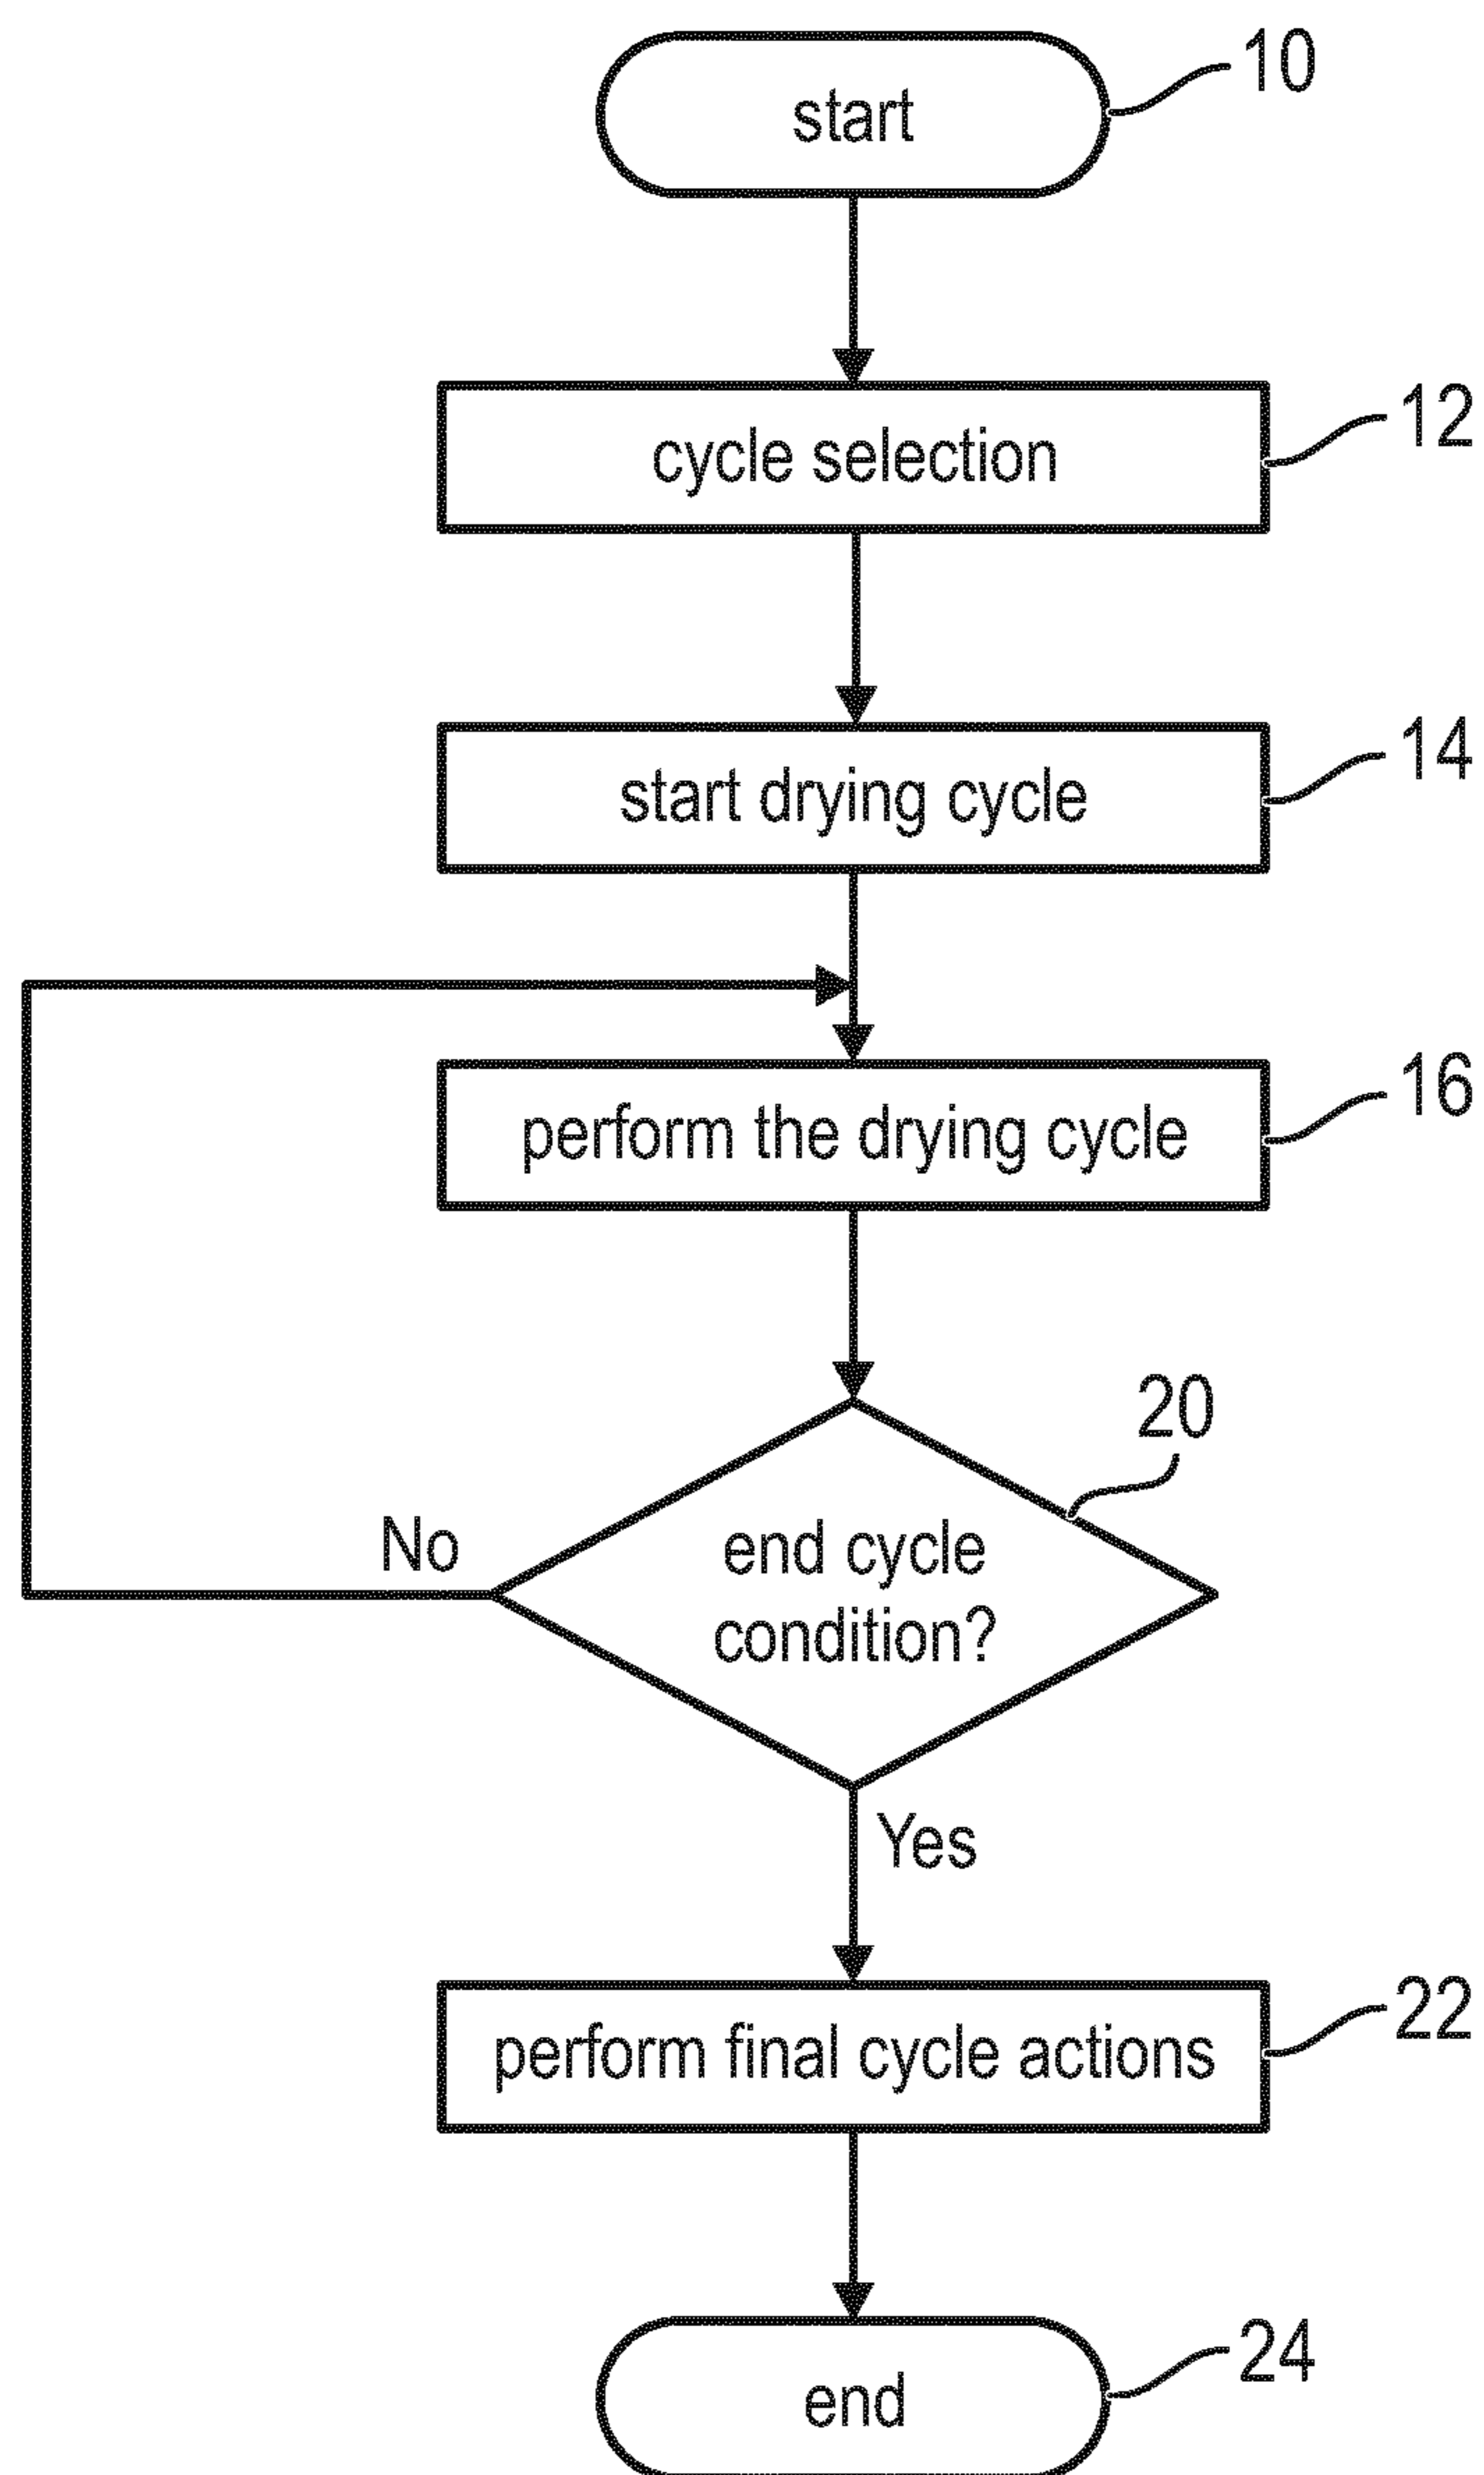 start
10
cycle selection
12
start drying cycle
14
perform the drying cycle
16
20
end cycle
condition?
No
Yes
perform final cycle actions
22
end
24